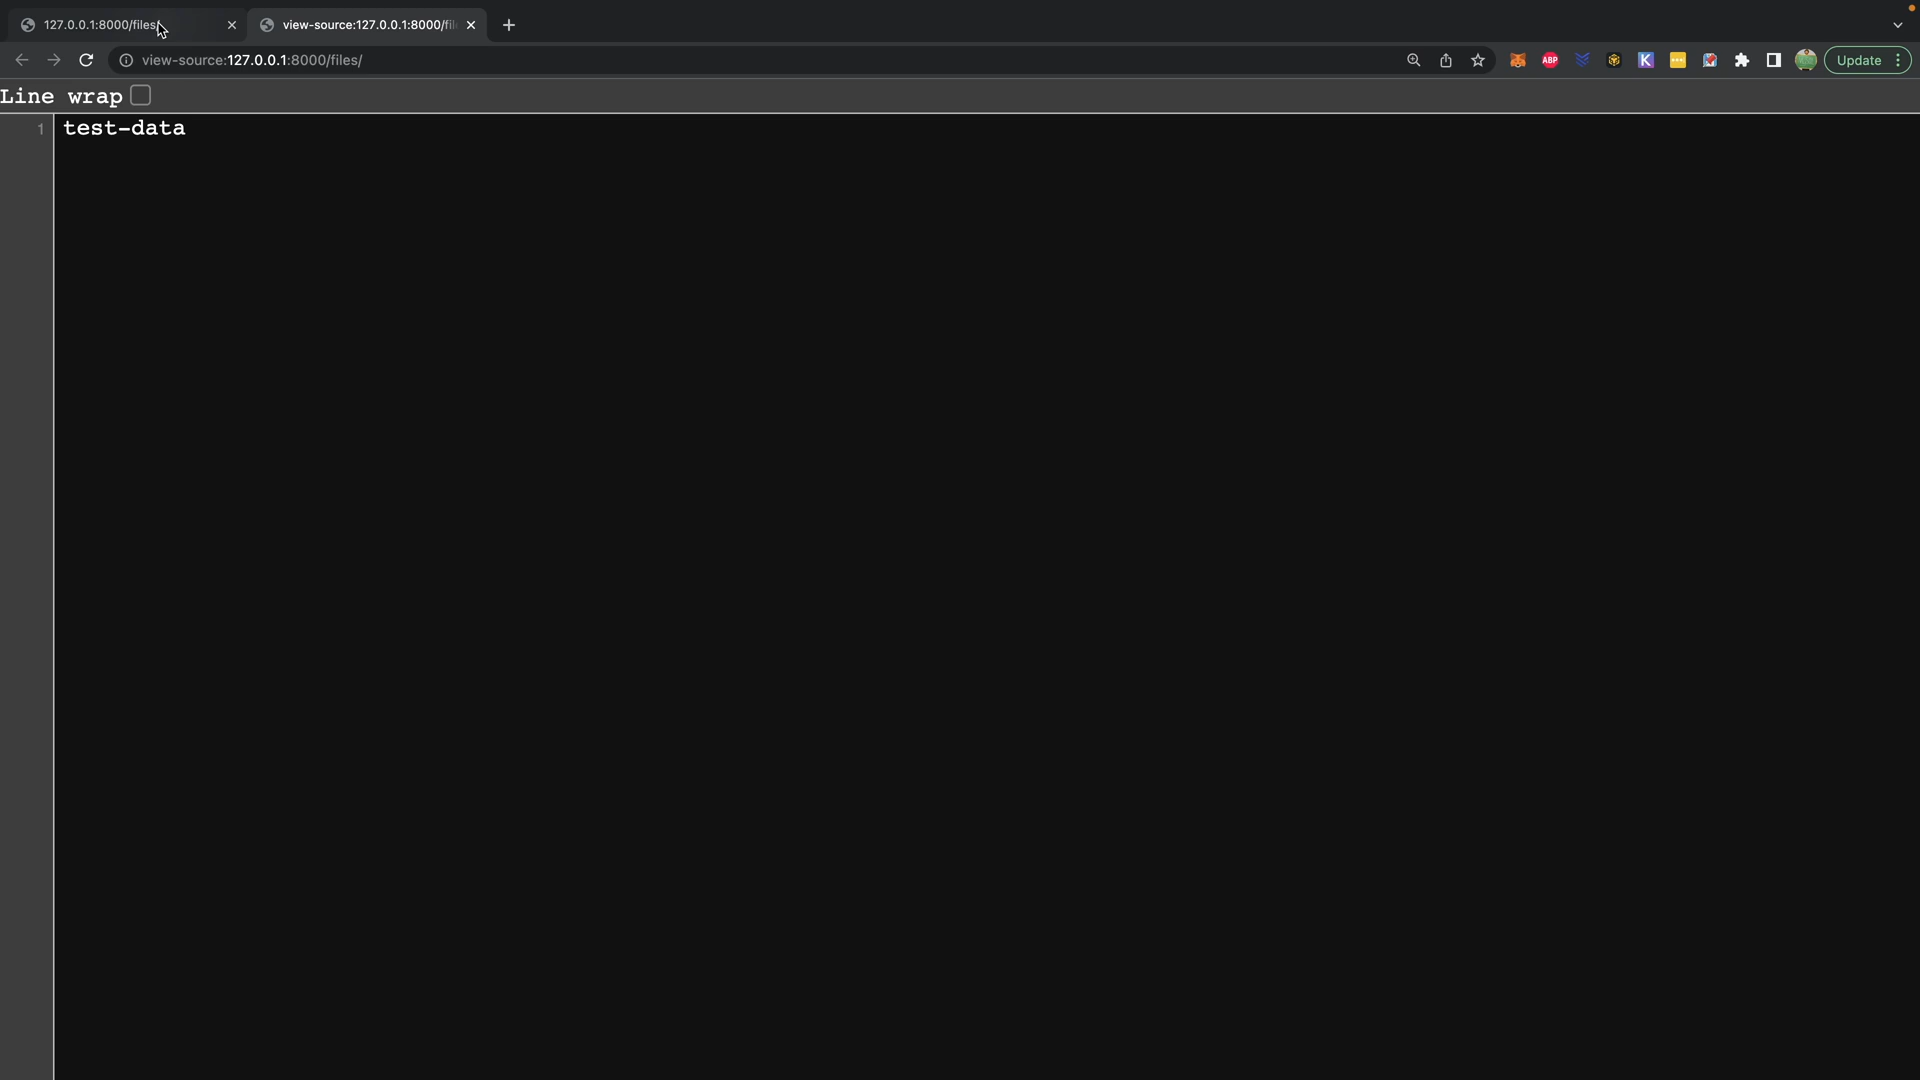 127.0.0.1:8000/files/
view-source:127.0.0.1:8000/fil
view-source:127.0.0.1:8000/files/
ABP
K
Update
Line wrap
1
test-data